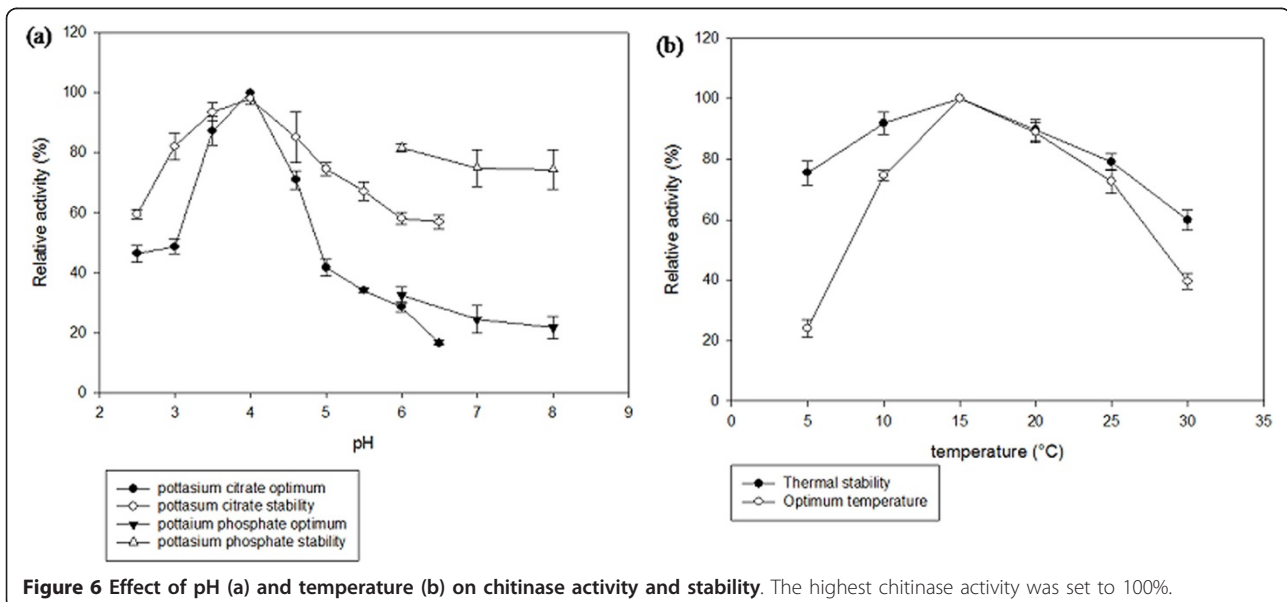 (a)
120
100
80
60
40
20
0
Relative activity (%)
2 3 4 5 6 7 8 9
pH
pottasium citrate optimum
pottasum citrate stability
pottaium phosphate optimum
pottasium phosphate stability
(b)
120
100
80
60
40
20
0
Relative activity (%)
0 5 10 15 20 25 30 35
temperature (°C)
Thermal stability
Optimum temperature
Figure 6 Effect of pH (a) and temperature (b) on chitinase activity and stability. The highest chitinase activity was set to 100%.